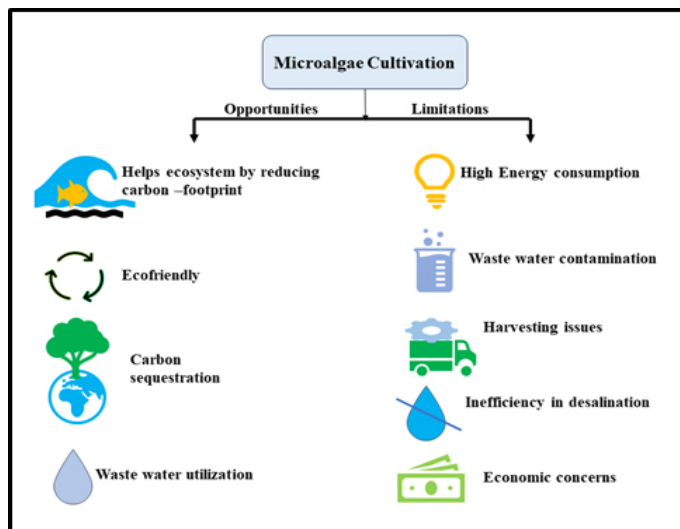 Microalgae Cultivation
Opportunities
Limitations
Helps ecosystem by reducing
carbon –footprint
Ecofriendly
Carbon
sequestration
Waste water utilization
High Energy consumption
Waste water contamination
Harvesting issues
Inefficiency in desalination
Economic concerns